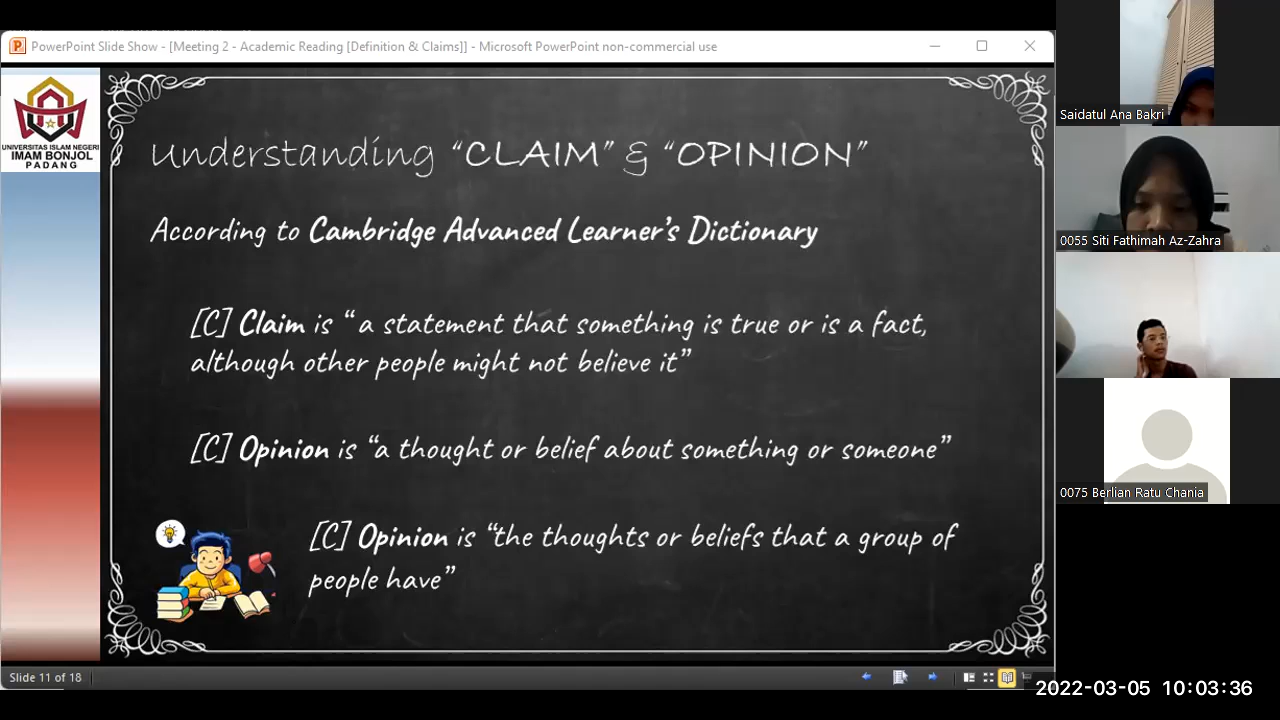 PowerPoint Slide Show - [Meeting 2 - Academic Reading [Definition & Claims]] - Microsoft PowerPoint non-commercial use
UNIVERSITAS ISLAM NEGERI
IMAM BONJOL
PADANG
Understanding "CLAIM" & "OPINION"
According to Cambridge Advanced Learner's Dictionary
[C] Claim is " a statement that something is true or is a fact,
although other people might not believe it"
[C] Opinion is "a thought or belief about something or someone"
[C] Opinion is "the thoughts or beliefs that a group of
people have"
Slide 11 of 18
Saidatul Ana Bakri
0055 Siti Fathimah Az-Zahra
0075 Berlian Ratu Chania
2022-03-05 10:03:36